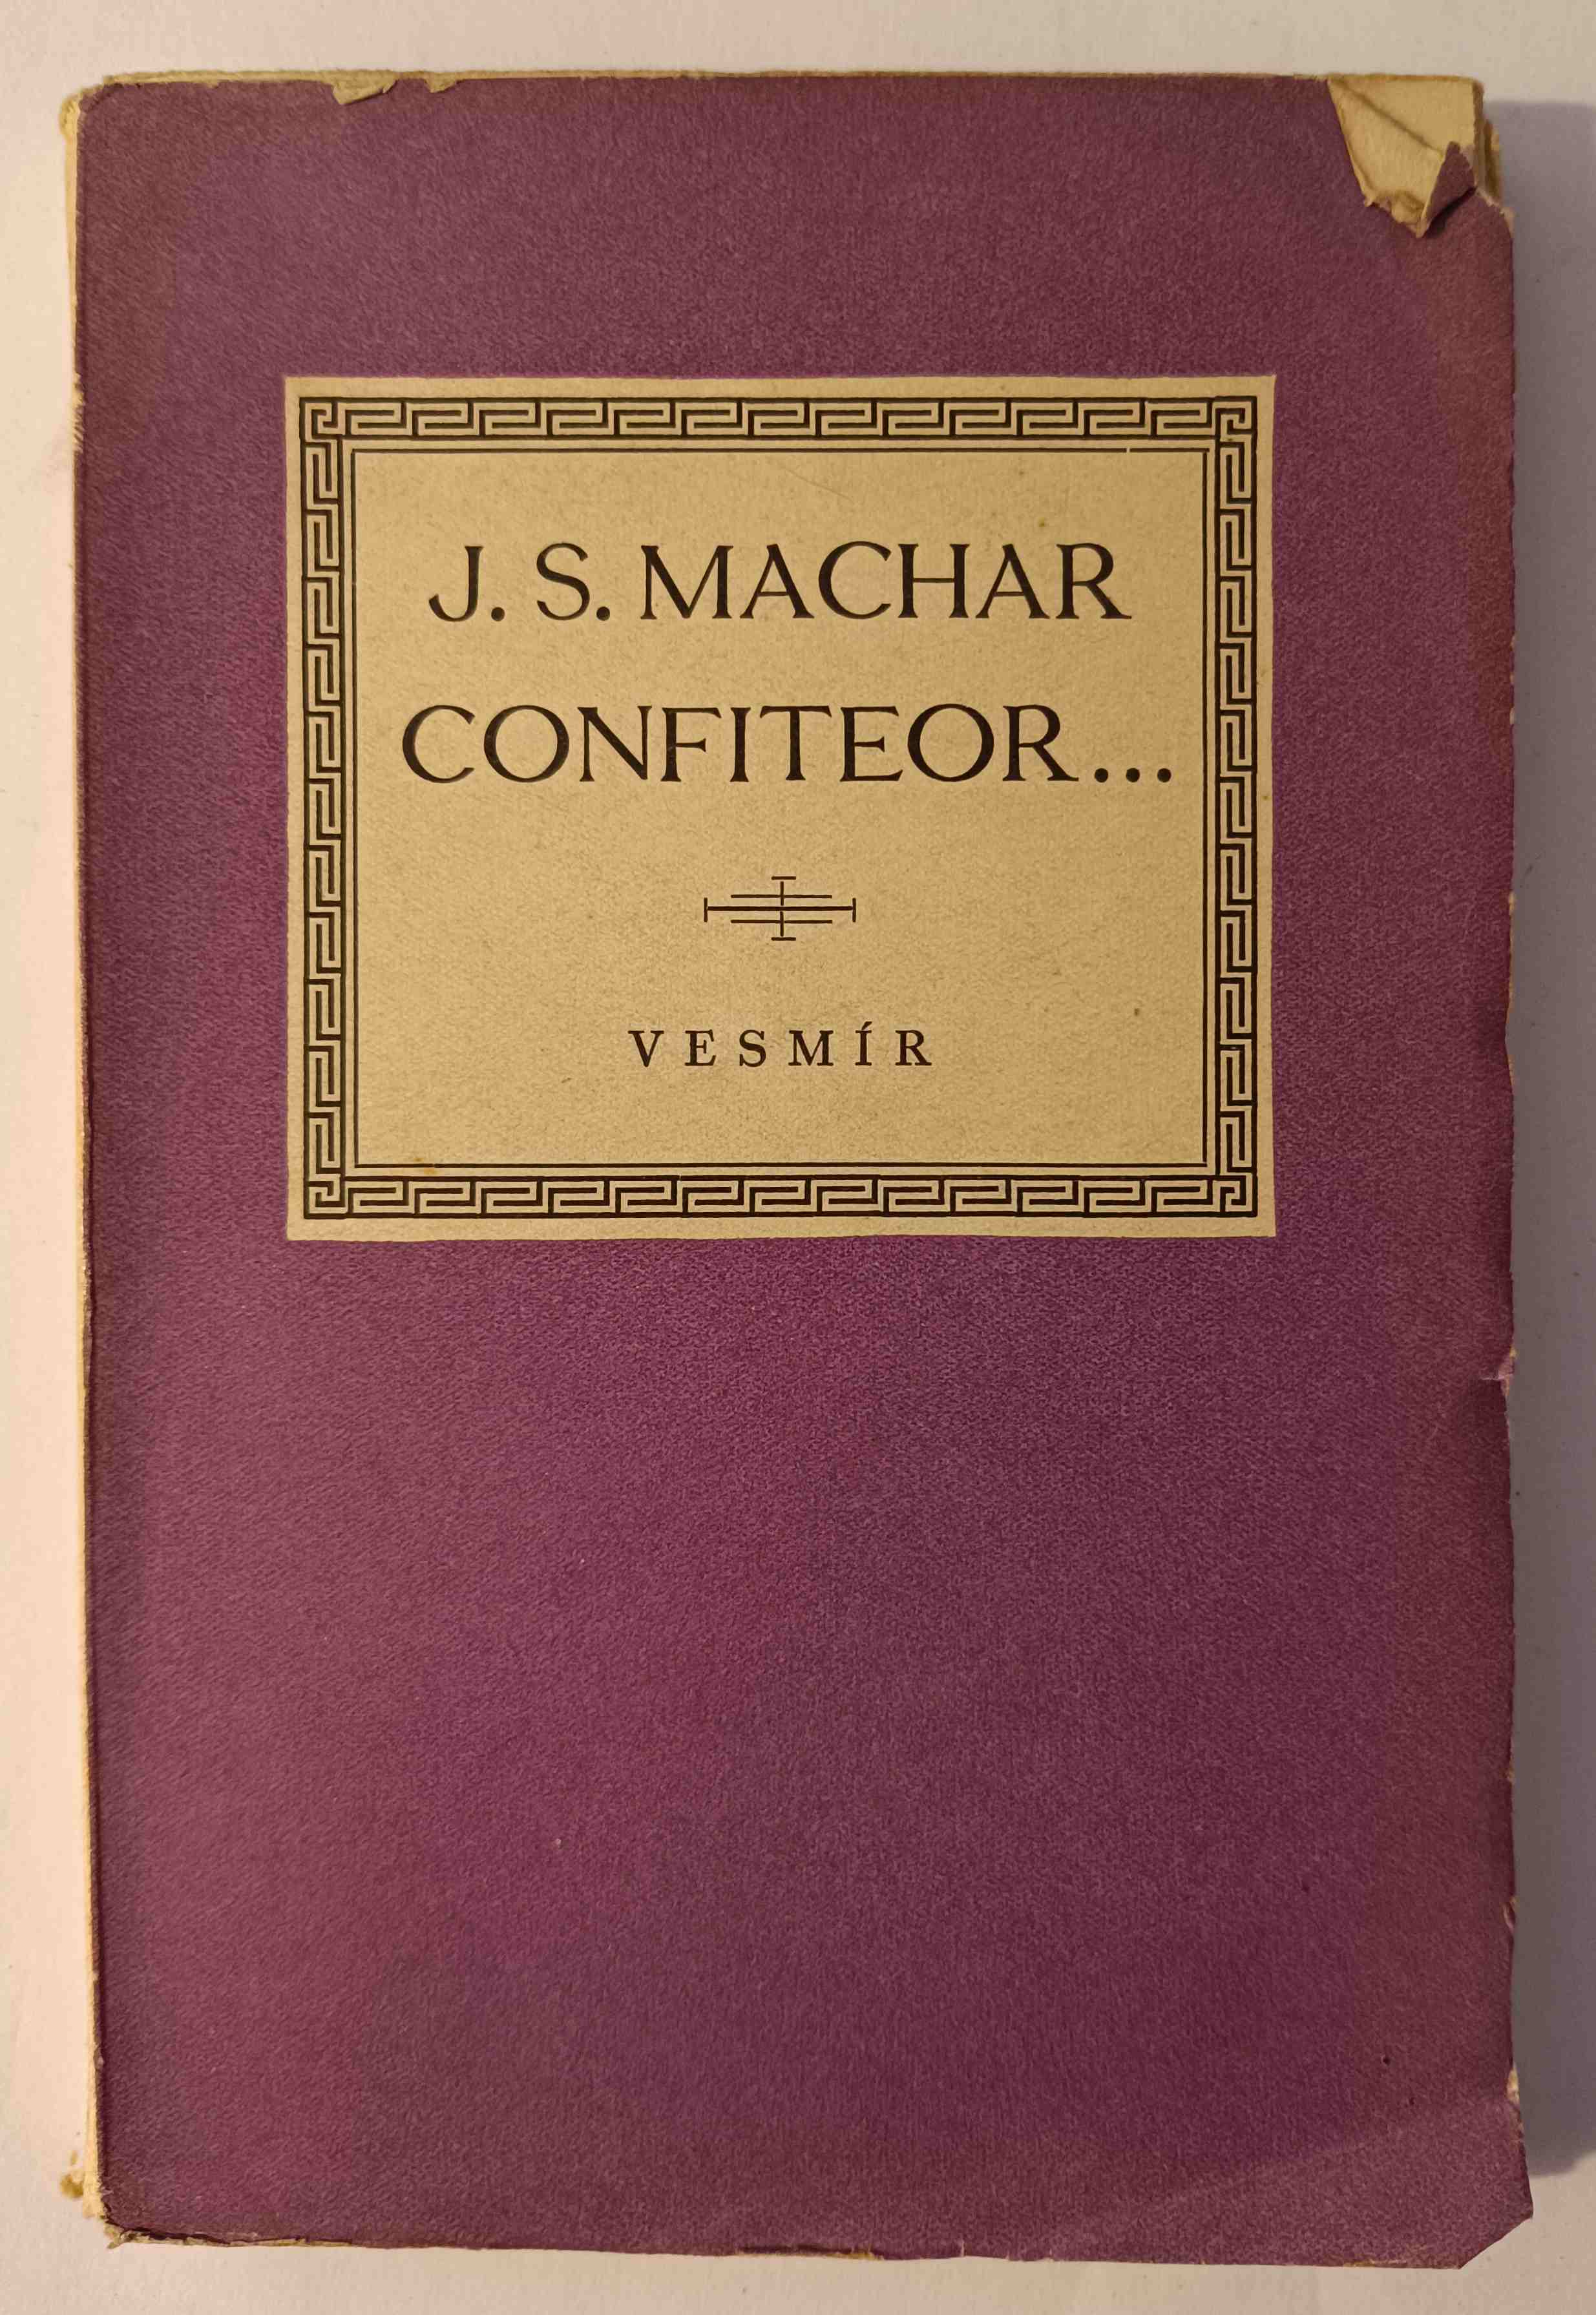 J. S. MACHAR
CONFITEOR...
VESMÍR